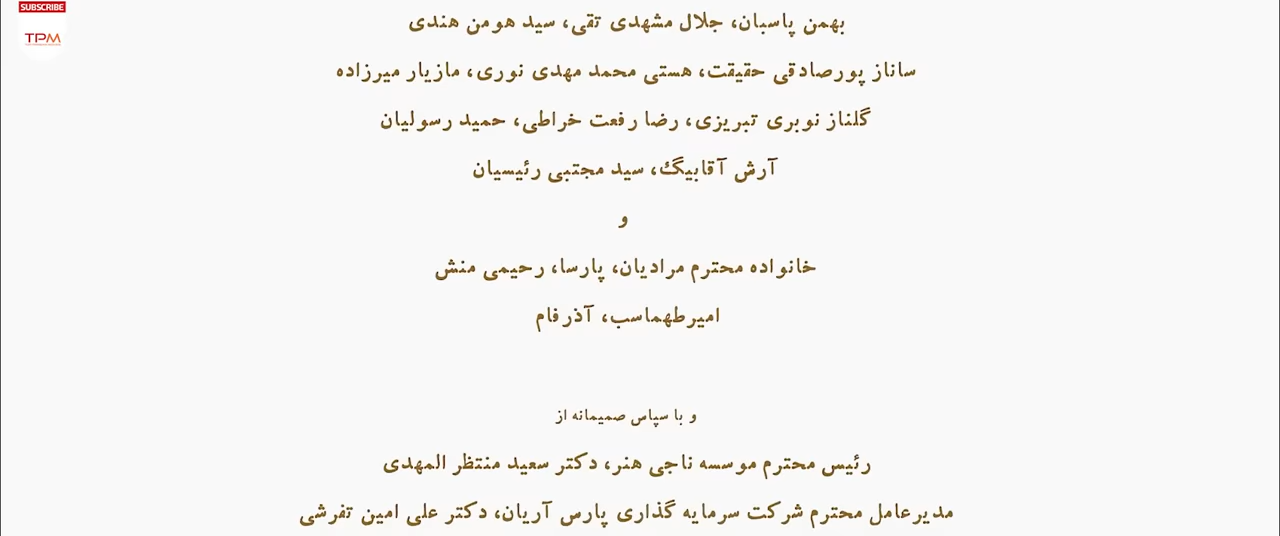 SUBSCRIBE
TPM
بهمن پاسبان، جلال مشهدی تقی، سید هومن هندی
ساناز پورصادقی حقیقت، هستی محمد مهدی نوری، مازیار میرزاده
گلناز نوبری تبریزی، رضا رفعت خراطی، حمید رسولیان
آرش آقابیگ، سید مجتبی رئیسیان
و
خانواده محترم مرادیان، پارسا، رحیمی منش
امیرطهماسب، آذرفام
و با سپاس صمیمانه از
رئیس محترم موسسه ناجی هنر، دکتر سعید منتظر المهدی
مدیرعامل محترم شرکت سرمایه گذاری پارس آریان، دکتر علی امین تفرشی